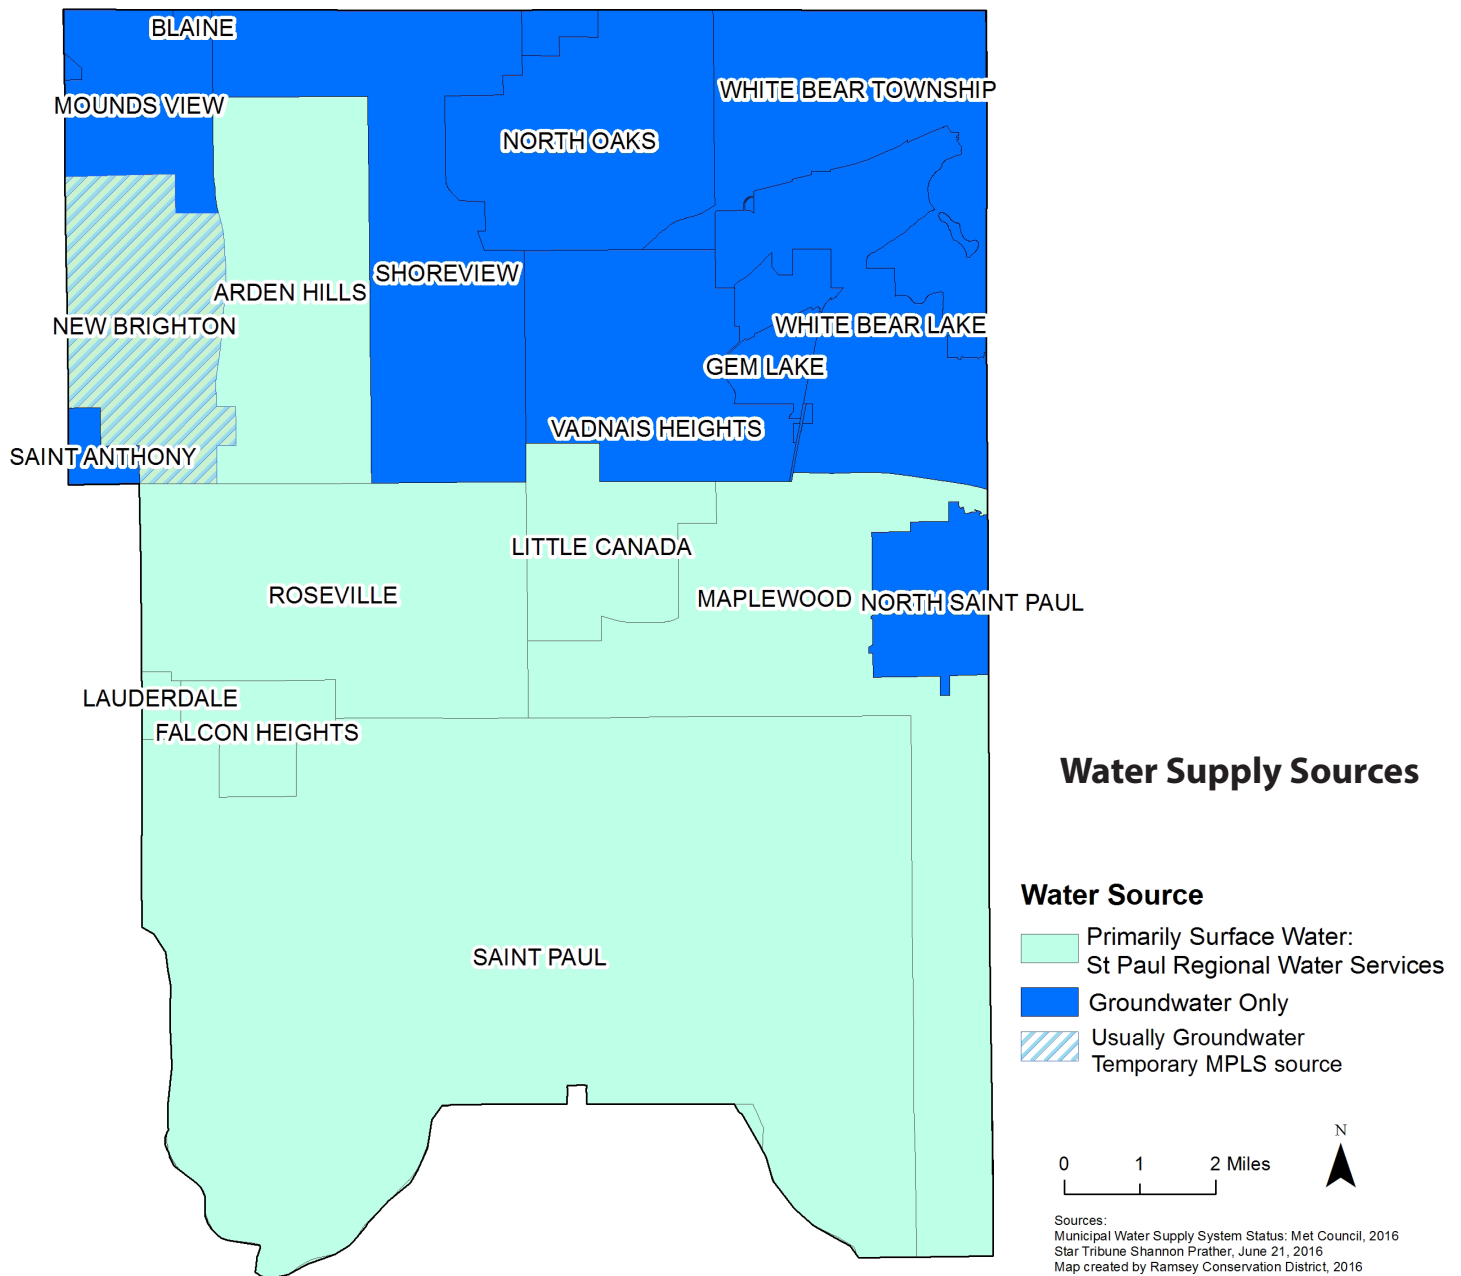 BLAINE
WHITE BEAR TOWNSHIP
MOUNDS VIEW
NORTH OAKS
SHOREVIEW
ARDEN HILLS
NEW BRIGHTON
WHITE BEAR LAKE
GEM LAKE
VADNAIS HEIGHTS
SAINT ANTHONY
LITTLE CANADA
ROSEVILLE
MAPLEWOOD
NORTH SAINT PAUL
LAUDERDALE
FALCON HEIGHTS
SAINT PAUL
Water Supply Sources
Water Source
Primarily Surface Water:
St Paul Regional Water Services
Groundwater Only
Usually Groundwater
Temporary MPLS source
N
0 1 2 Miles
Sources:
Municipal Water Supply System Status: Met Council, 2016
Star Tribune Shannon Prather, June 21, 2016
Map created by Ramsey Conservation District, 2016